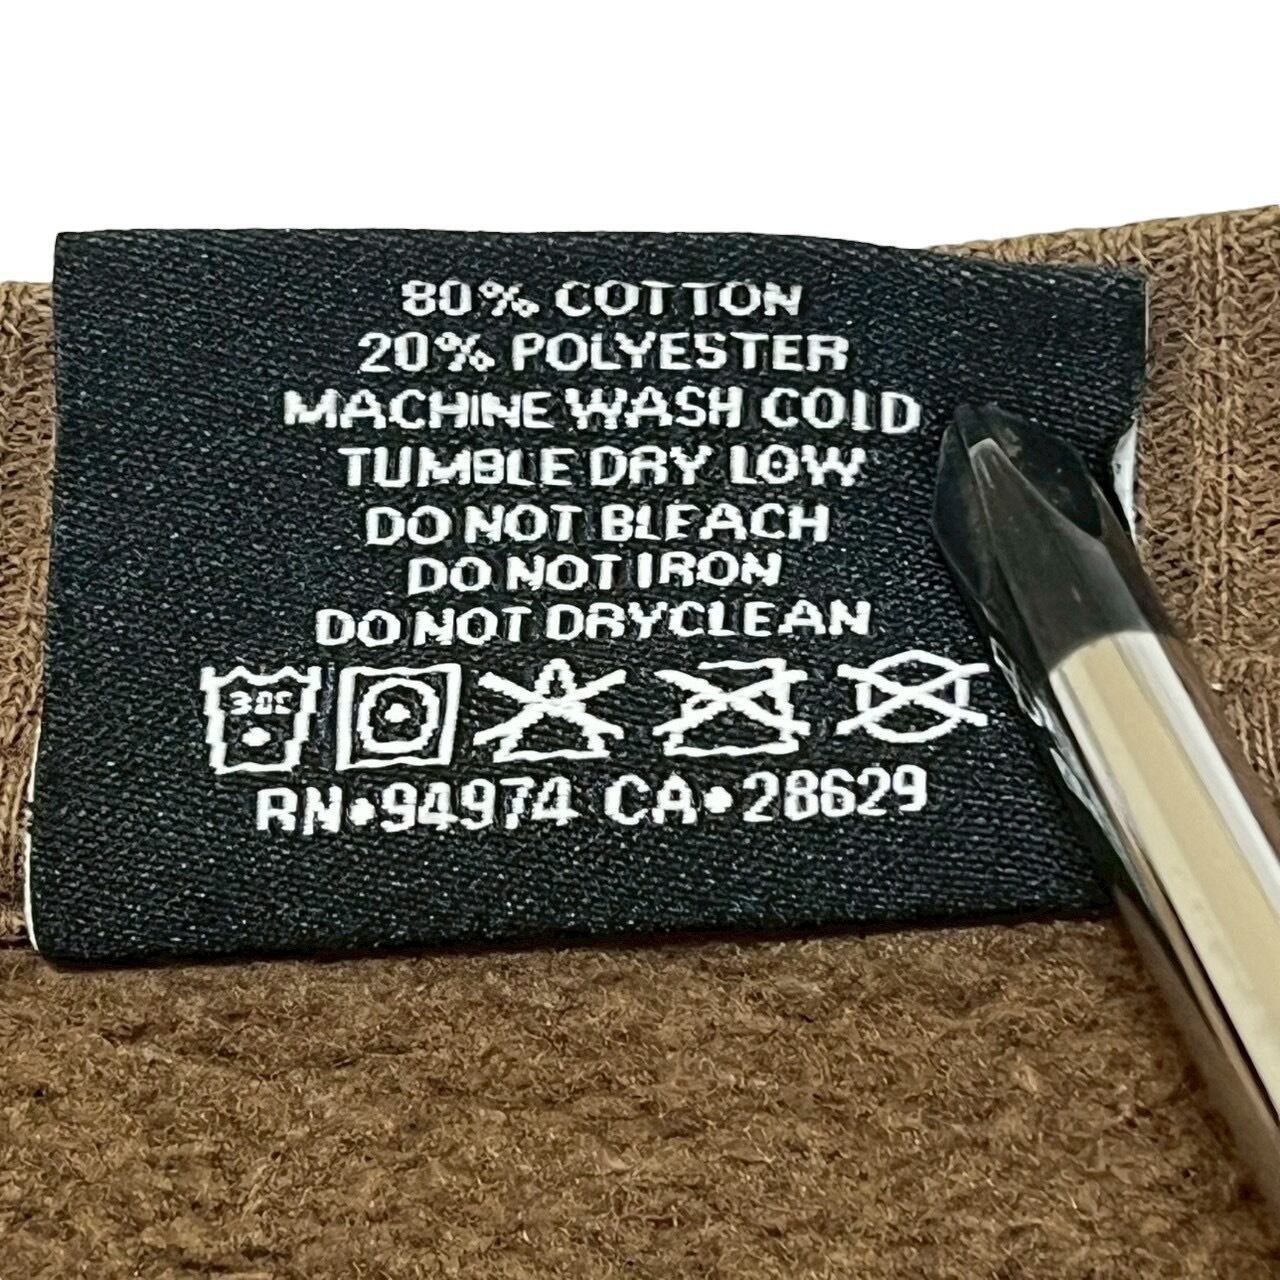 80% COTTON
20% POLYESTER
MACHINE WASH COLD
TUMBLE DRY LOW
DO NOT BLEACH
DO NOT IRON
DO NOT DRYCLEAN
30C
RN•94974 CA•28629